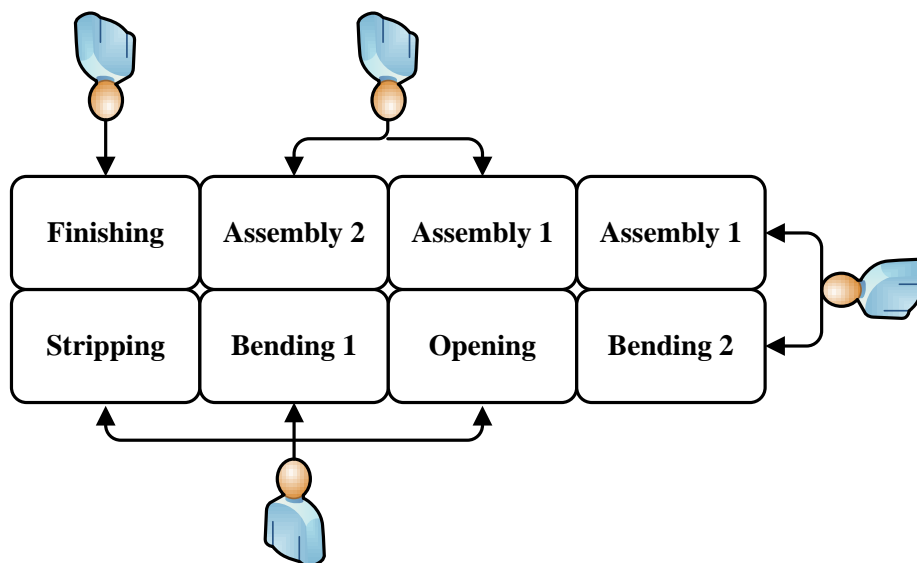 Finishing
Assembly 2
Assembly 1
Assembly 1
Stripping
Bending 1
Opening
Bending 2